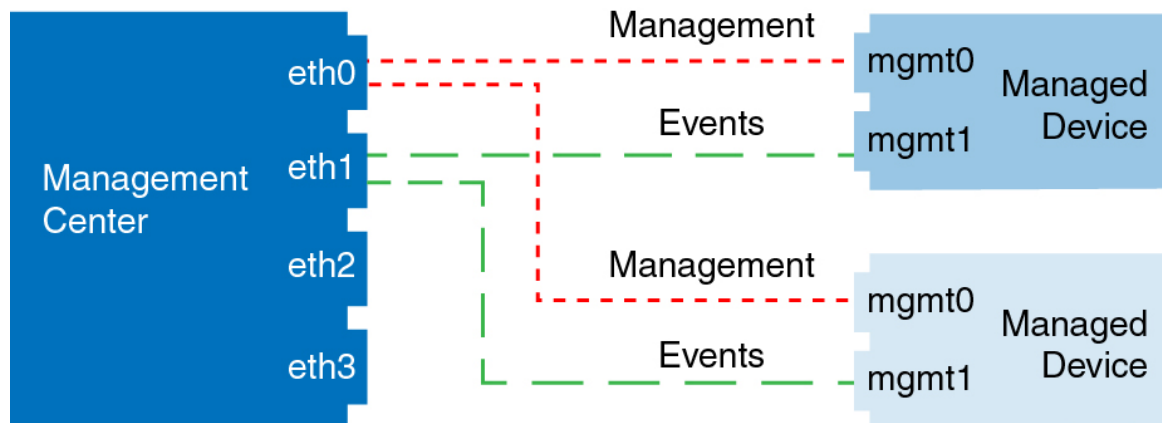 Management
Center
eth0
eth1
eth2
eth3
Management
Events
Management
Events
mgmt0
mgmt1
Managed
Device
mgmt0
mgmt1
Managed
Device